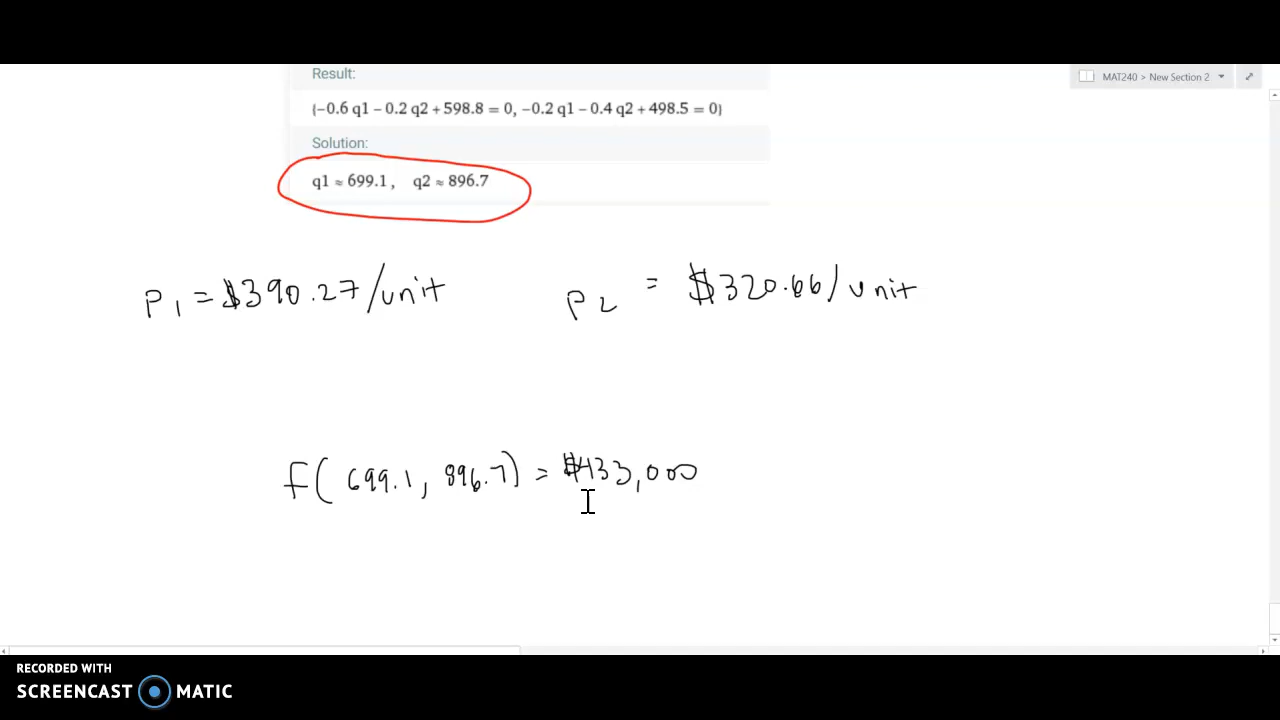 Result:
MAT240 > New Section 2
{-0.6 q1 − 0.2 q2 + 598.8 = 0, −0.2 q1 − 0.4 q2 + 498.5 = 0}
Solution:
q1 ≈ 699.1, q2 ≈ 896.7
P1 = $390.27/unit P2 = $320.66/unit
f(699.1, 896.7) = $433,000
RECORDED WITH
SCREENCAST MATIC